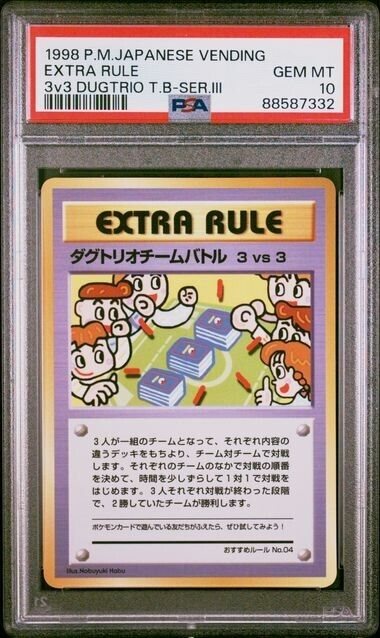 1998 P.M.JAPANESE VENDING
EXTRA RULE GEM MT
3v3 DUGTRIO T.B-SER.III 10
PSA 88587332
EXTRA RULE
ダグトリオチームバトル 3 vs 3
3人が一組のチームとなって、それぞれ内容の
違うデッキをもちより、チーム対チームで対戦
します。それぞれのチームのなかで対戦の順番
を決めて、時間を少しずらして1対1で対戦を
はじめます。3人それぞれ対戦が終わった段階
で、2勝していたチームが勝利します。
ポケモンカードで遊んでいる友だちがふえたら、ぜひ試してみよう!
おすすめルール No.04
Illus.Nobuyuki Habu
PSA